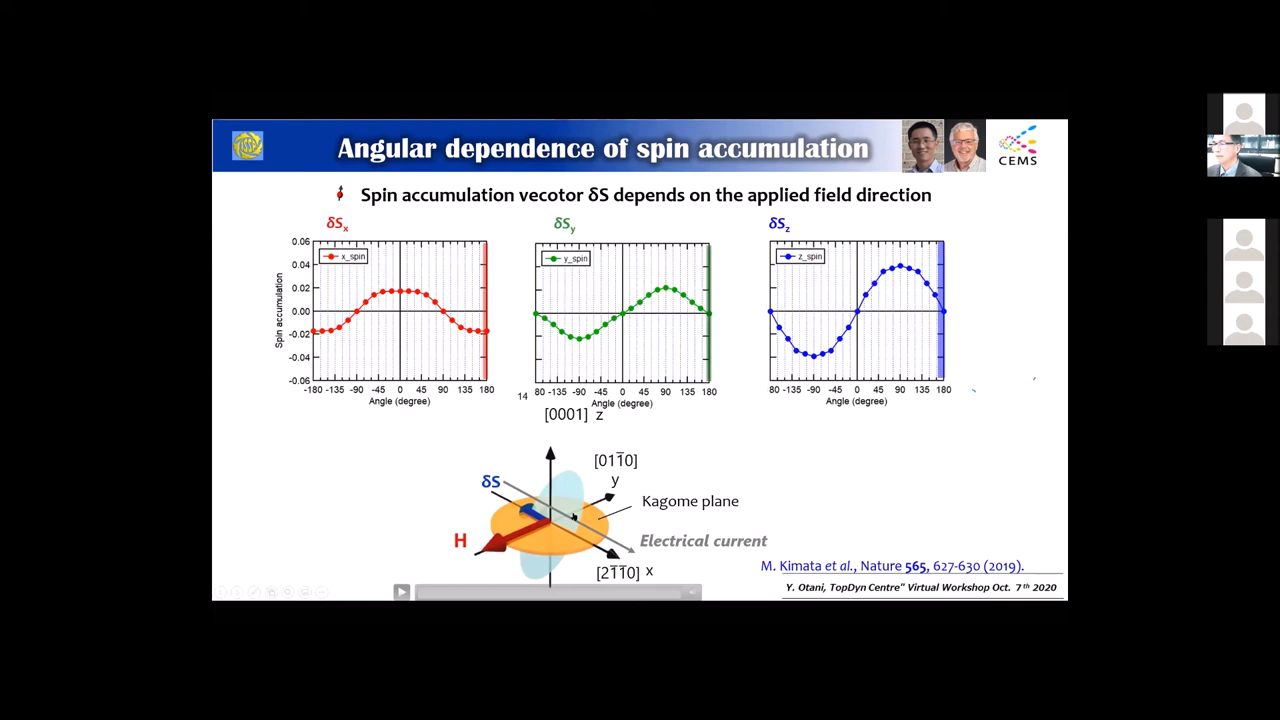 Angular dependence of spin accumulation
CEMS
Spin accumulation vecotor δS depends on the applied field direction
δSx
δSy
δSz
0.06
0.04
0.02
0.00
-0.02
-0.04
-0.06
Spin accumulation
x_spin
-180 -135 -90 -45 0 45 90 135 180
Angle (degree)
y_spin
80 -135 -90 -45 0 45 90 135 180
Angle (degree)
z_spin
80 -135 -90 -45 0 45 90 135 180
Angle (degree)
14
[0001] z
[011̅0]
y
δS
Kagome plane
H
Electrical current
[21̅1̅0] x
M. Kimata et al., Nature 565, 627-630 (2019).
Y. Otani, TopDyn Centre" Virtual Workshop Oct. 7th 2020